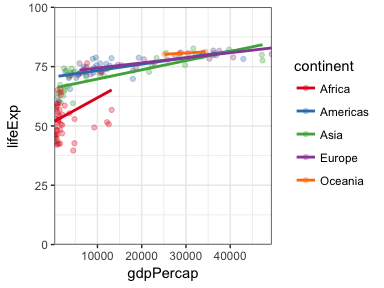 100
75
50
25
0
lifeExp
10000 20000 30000 40000
gdpPercap
continent
Africa
Americas
Asia
Europe
Oceania